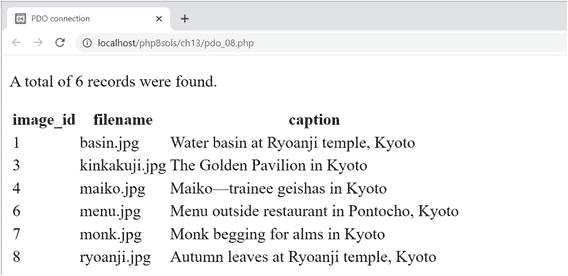 PDO connection
localhost/php8sols/ch13/pdo_08.php
A total of 6 records were found.
image_id filename caption
1 basin.jpg Water basin at Ryoanji temple, Kyoto
3 kinkakuji.jpg The Golden Pavilion in Kyoto
4 maiko.jpg Maiko—trainee geishas in Kyoto
6 menu.jpg Menu outside restaurant in Pontocho, Kyoto
7 monk.jpg Monk begging for alms in Kyoto
8 ryoanji.jpg Autumn leaves at Ryoanji temple, Kyoto